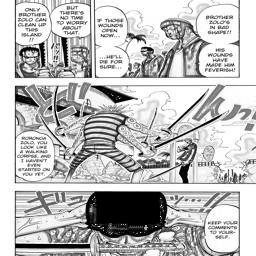 BROTHER
ZOLO'S
IN BAD
SHAPE!!
HIS
WOUNDS
HAVE MADE
HIM
FEVERISH!
IF THOSE
WOUNDS
OPEN
NOW...
...HE'LL
DIE FOR
SURE...
BUT
THERE'S
NO TIME
TO WORRY
ABOUT
THAT.
ONLY
BROTHER
ZOLO CAN
CLEAN UP
THIS
ISLAND
!!
RORONOA
ZOLO, YOU
LOOK LIKE
A WALKING
CORPSE, AND
I HAVEN'T
EVEN
STARTED ON
YOU YET.
KEEP YOUR
COMMENTS
TO YOUR-
SELF.